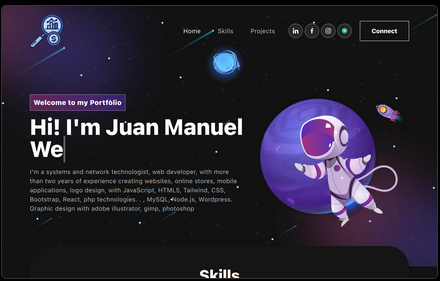 Home Skills Projects Connect
Welcome to my Portfolio
Hi! I'm Juan Manuel
We
I'm a systems and network technologist, web developer, with more
than two years of experience creating websites, online stores, mobile
applications, logo design, with JavaScript, HTML5, Tailwind, CSS,
Bootstrap, React, php technologies. . , MySQL, Node.js, Wordpress.
Graphic design with adobe illustrator, gimp, photoshop
Skills